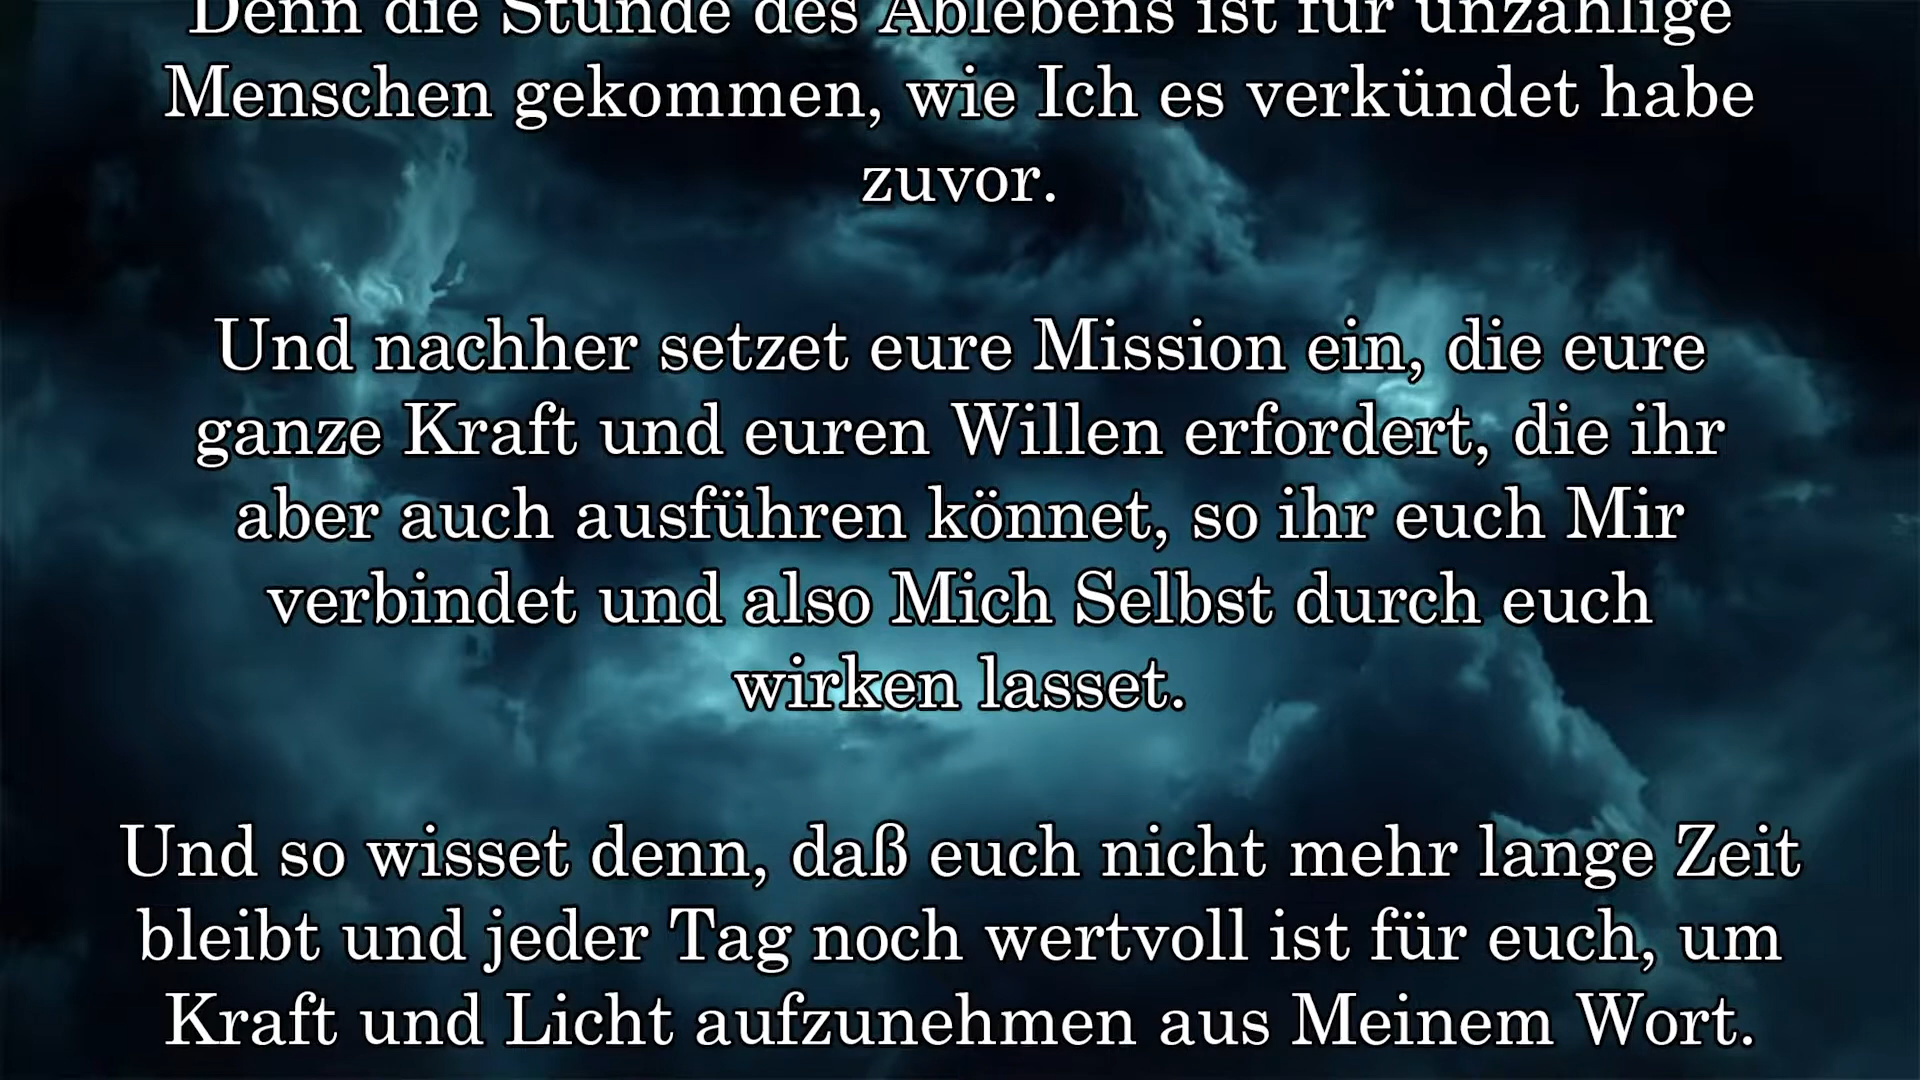 Denn die Stunde des Ablebens ist für unzählige
Menschen gekommen, wie Ich es verkündet habe
zuvor.
Und nachher setzet eure Mission ein, die eure
ganze Kraft und euren Willen erfordert, die ihr
aber auch ausführen könnet, so ihr euch Mir
verbindet und also Mich Selbst durch euch
wirken lasset.
Und so wisset denn, daß euch nicht mehr lange Zeit
bleibt und jeder Tag noch wertvoll ist für euch, um
Kraft und Licht aufzunehmen aus Meinem Wort.